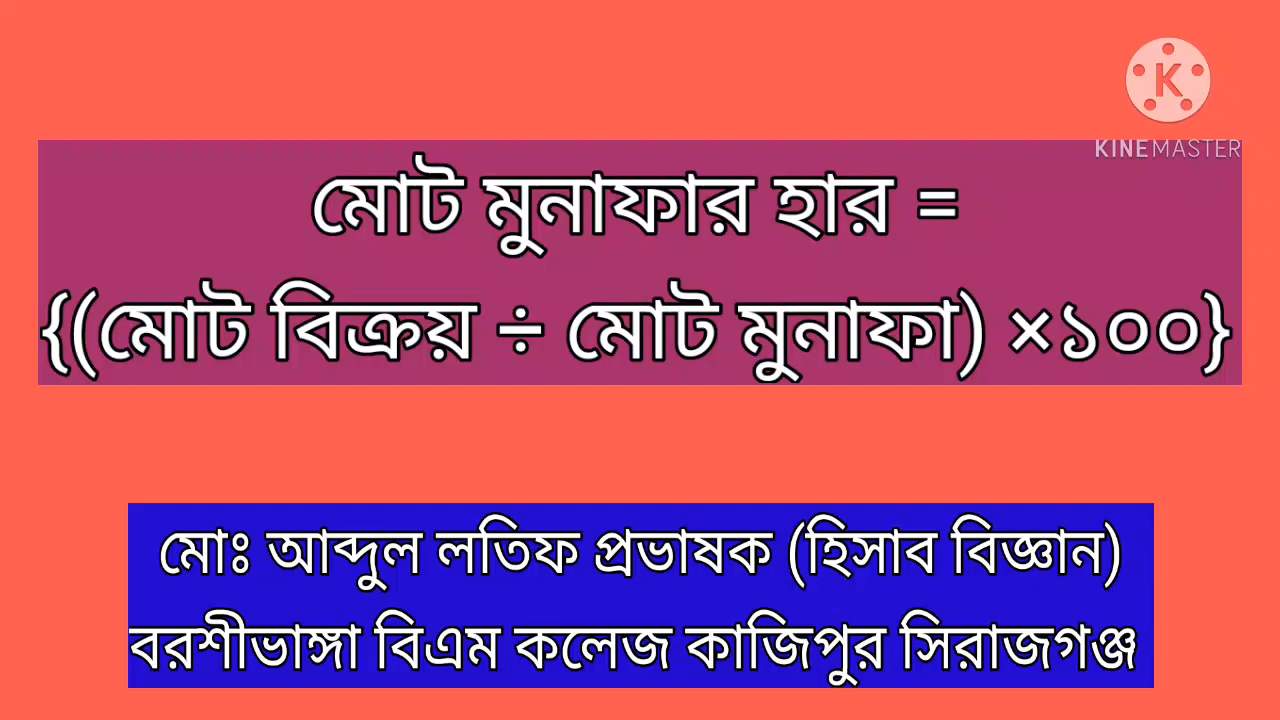 KINEMASTER
মোট মুনাফার হার =
{(মোট বিক্রয় ÷ মোট মুনাফা) ×১০০}
মোঃ আব্দুল লতিফ প্রভাষক (হিসাব বিজ্ঞান)
বরশীভাঙ্গা বিএম কলেজ কাজিপুর সিরাজগঞ্জ